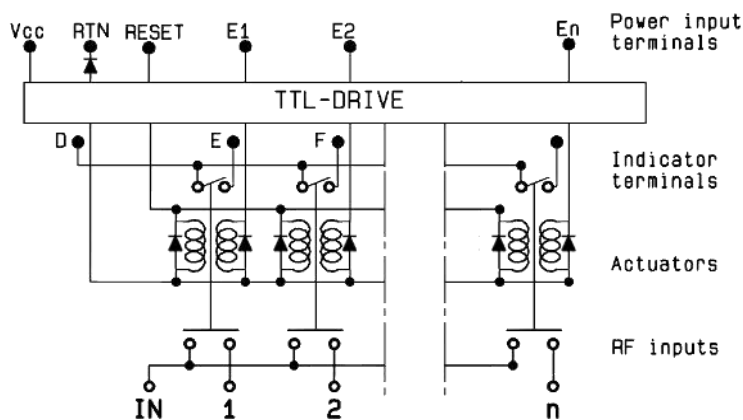 Vcc RTN RESET E1 E2 En Power input
terminals
TTL-DRIVE
D E F
Indicator
terminals
Actuators
RF inputs
IN 1 2 n